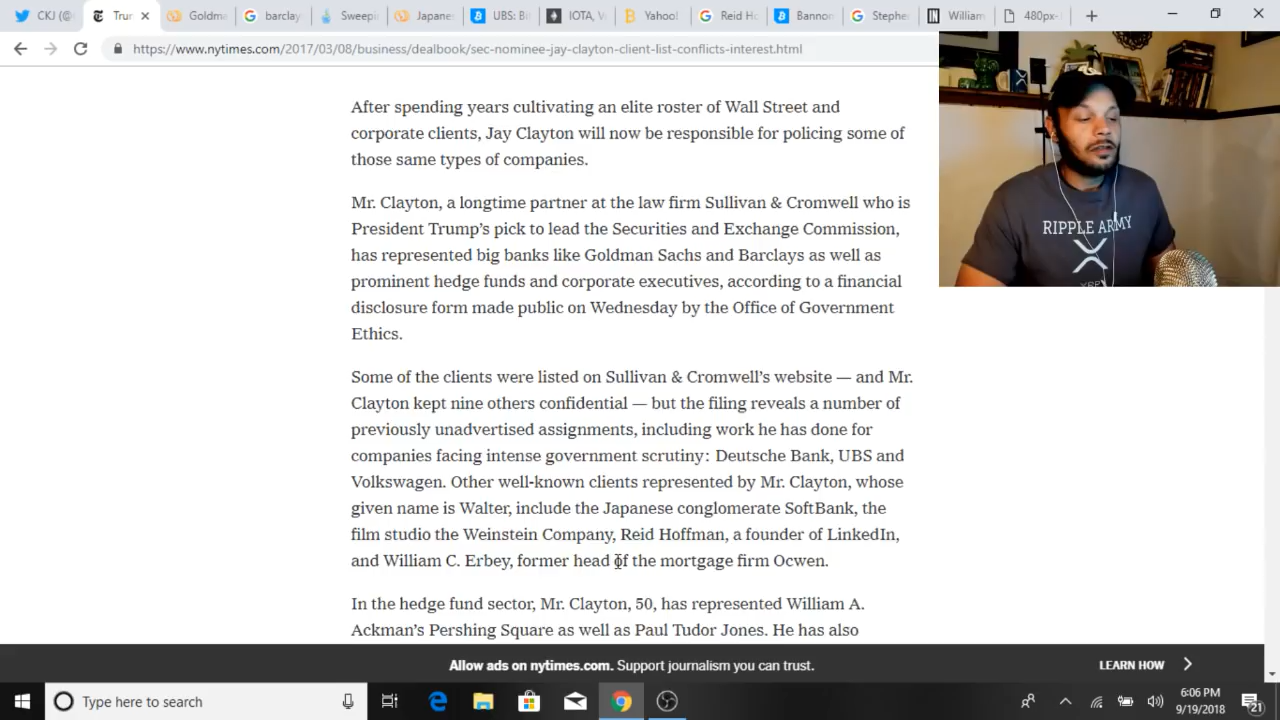 CKJ (
Tru
Goldm
barclay
Sweepi
Japane
UBS: Bi
IOTA, V
Yahoo!
Reid H
Bannon
Stephe
William
480px-
https://www.nytimes.com/2017/03/08/business/dealbook/sec-nominee-jay-clayton-client-list-conflicts-interest.html
After spending years cultivating an elite roster of Wall Street and
corporate clients, Jay Clayton will now be responsible for policing some of
those same types of companies.
Mr. Clayton, a longtime partner at the law firm Sullivan & Cromwell who is
President Trump’s pick to lead the Securities and Exchange Commission,
has represented big banks like Goldman Sachs and Barclays as well as
prominent hedge funds and corporate executives, according to a financial
disclosure form made public on Wednesday by the Office of Government
Ethics.
Some of the clients were listed on Sullivan & Cromwell’s website — and Mr.
Clayton kept nine others confidential — but the filing reveals a number of
previously unadvertised assignments, including work he has done for
companies facing intense government scrutiny: Deutsche Bank, UBS and
Volkswagen. Other well-known clients represented by Mr. Clayton, whose
given name is Walter, include the Japanese conglomerate SoftBank, the
film studio the Weinstein Company, Reid Hoffman, a founder of LinkedIn,
and William C. Erbey, former head of the mortgage firm Ocwen.
In the hedge fund sector, Mr. Clayton, 50, has represented William A.
Ackman’s Pershing Square as well as Paul Tudor Jones. He has also
RIPPLE ARMY
XRP
Allow ads on nytimes.com. Support journalism you can trust.
LEARN HOW
Type here to search
6:06 PM
9/19/2018
21